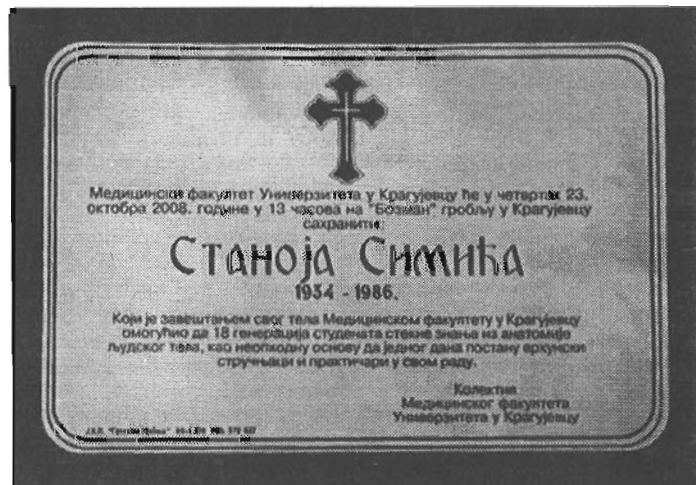 Медицински факултет Универзитета у Крагујевцу ће у четвртак 23.
октобра 2008. године у 13 часова на "Бозман" гробљу у Крагујевцу
сахранити:
Станоја Симића
1934 - 1986.
Који је завештањем свог тела Медицинском факултету у Крагујевцу
омогућио да 18 генерација студената стекне знања из анатомије
људског тела, као неопходну основу да једног дана постану врхунски
стручњаци и практичари у свом раду.
Колектив
Медицинског факултета
Универзитета у Крагујевцу